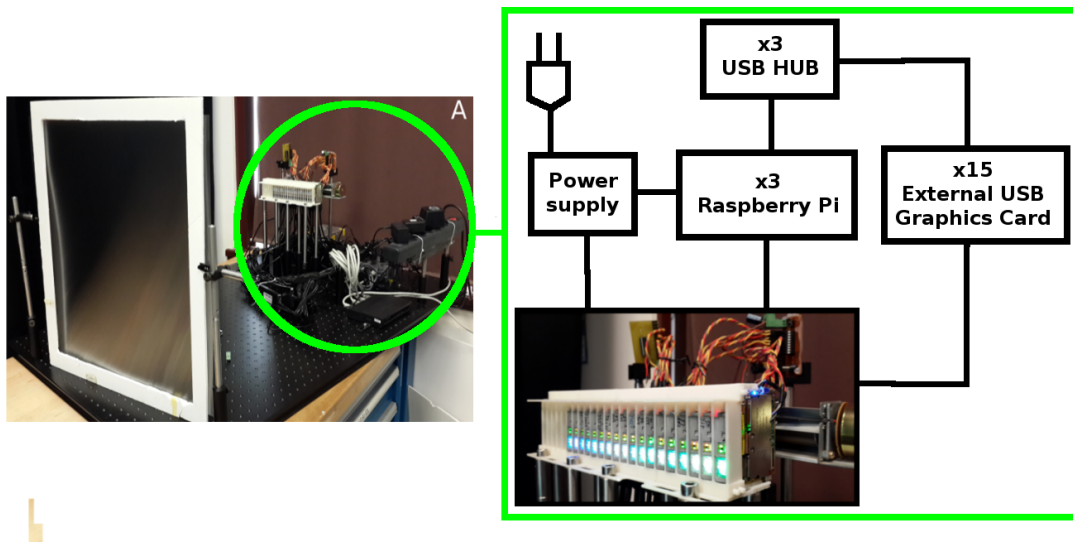 A
x3
USB HUB
Power
supply
x3
Raspberry Pi
x15
External USB
Graphics Card